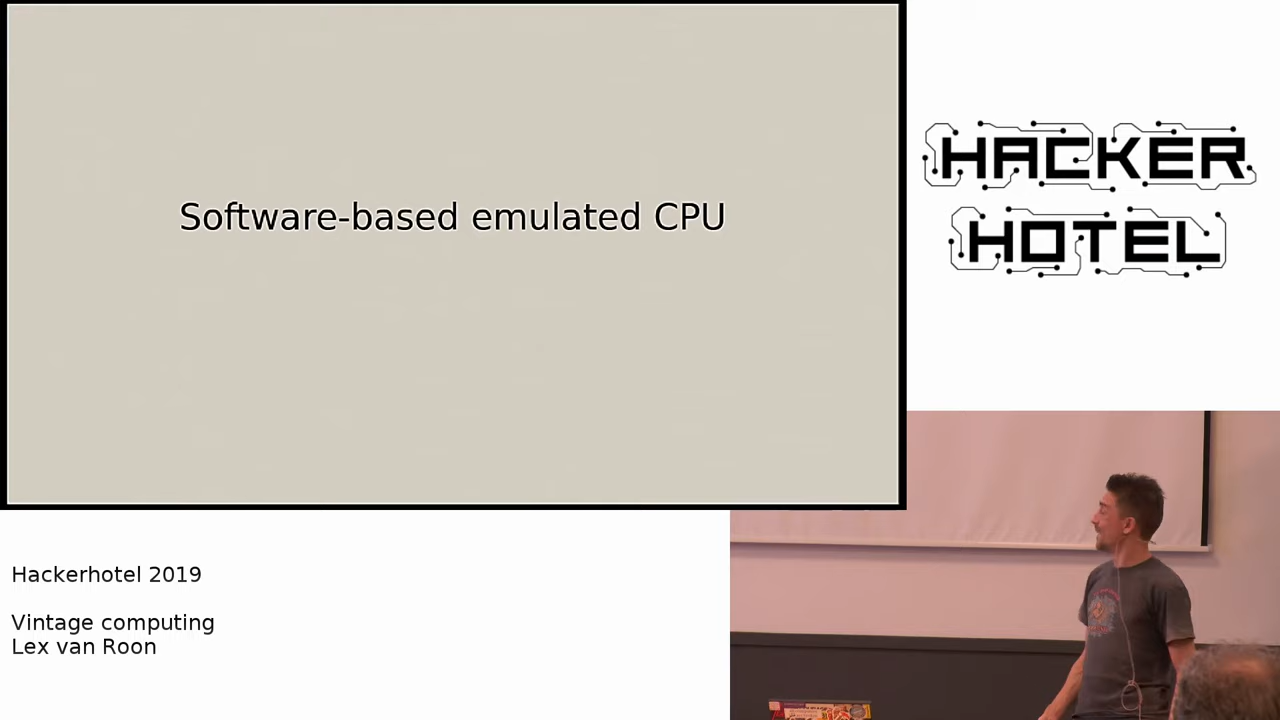 Software-based emulated CPU
HACKER
HOTEL
Hackerhotel 2019
Vintage computing
Lex van Roon